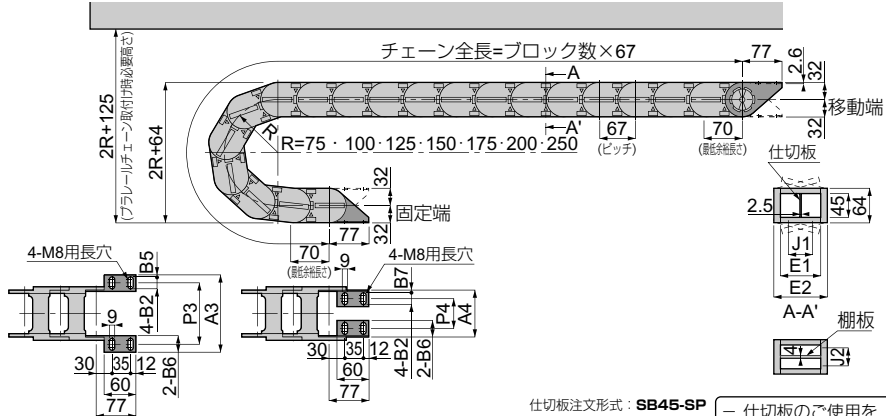 チェーン全長=ブロック数×67
77
2.6
32
移動端
32
A
A'
67
(ピッチ)
70
(最低余裕長さ)
2R+125
(プラレールチェーン取付け時必要高さ)
2R+64
R
R=75・100・125・150・175・200・250
32
固定端
32
77
70
(最低余裕長さ)
仕切板
2.5
45
64
J1
E1
E2
A-A'
棚板
4
J2
4-M8用長穴
B5
4-B2
P3
A3
9
2-B6
30
35
12
60
77
9
4-M8用長穴
B7
P4
A4
4-B2
2-B6
30
35
12
60
77
仕切板注文形式：SB45-SP
仕切板のご使用を